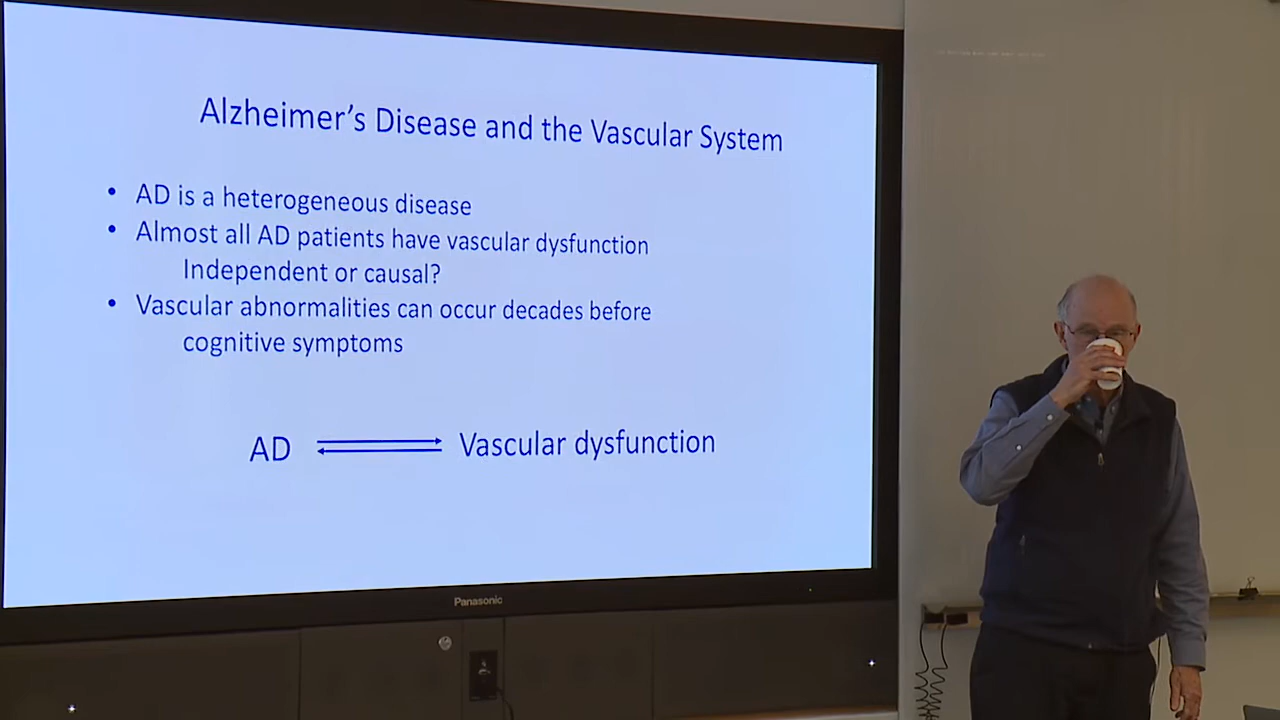 Alzheimer's Disease and the Vascular System
• AD is a heterogeneous disease
• Almost all AD patients have vascular dysfunction
Independent or causal?
• Vascular abnormalities can occur decades before
cognitive symptoms
AD Vascular dysfunction
Panasonic